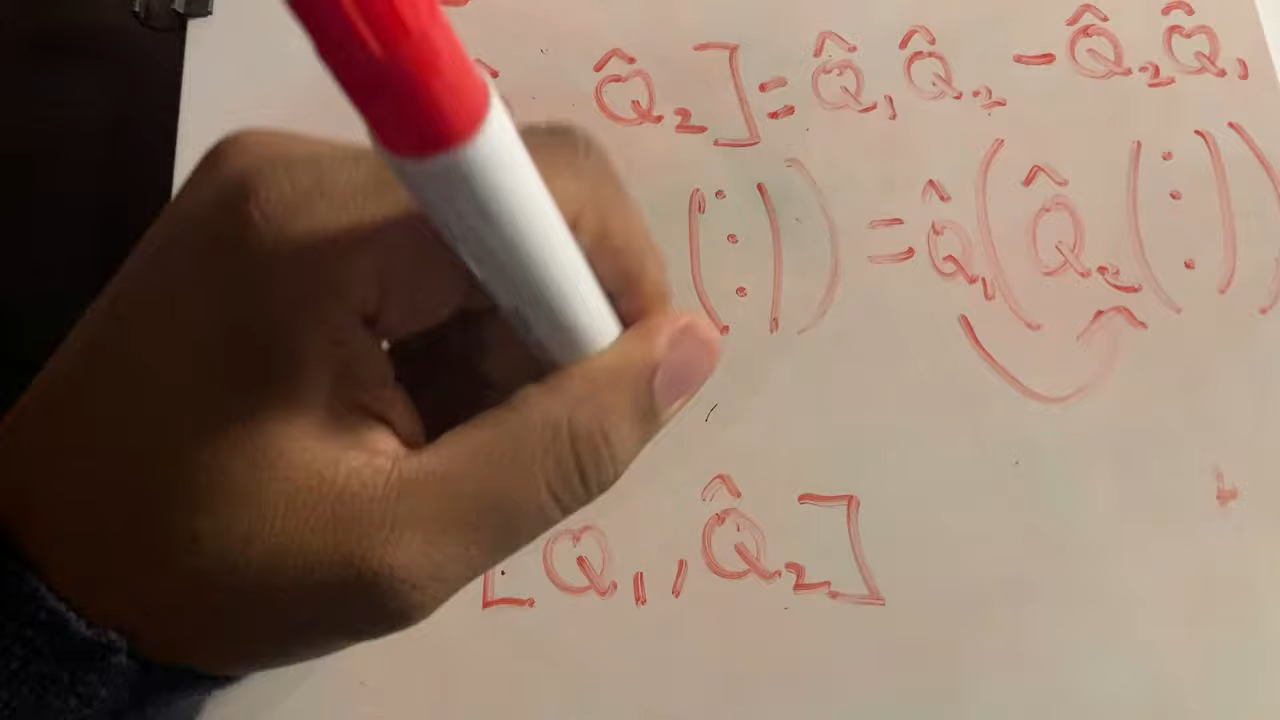 Q̂₂] = Q̂₁Q̂₂ - Q̂₂Q̂₁
(⋮)) = Q̂₁(Q̂₂(⋮))
[Q₁, Q̂₂]